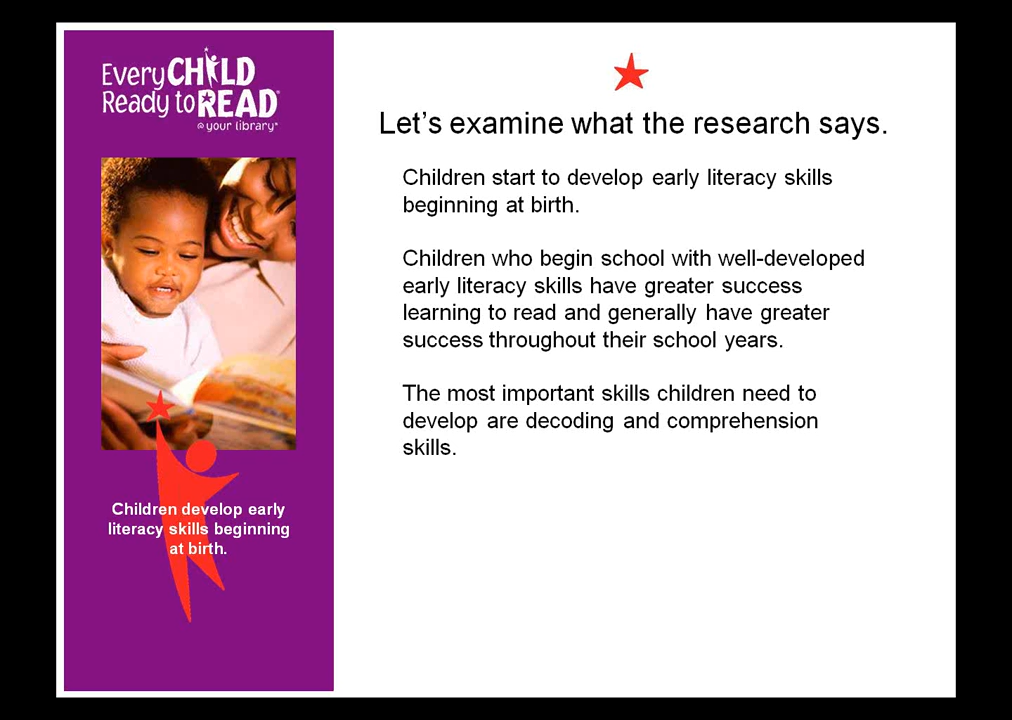 Every CHILD
Ready to READ®
@ your library®
Children develop early
literacy skills beginning
at birth.
Let's examine what the research says.
Children start to develop early literacy skills
beginning at birth.
Children who begin school with well-developed
early literacy skills have greater success
learning to read and generally have greater
success throughout their school years.
The most important skills children need to
develop are decoding and comprehension
skills.